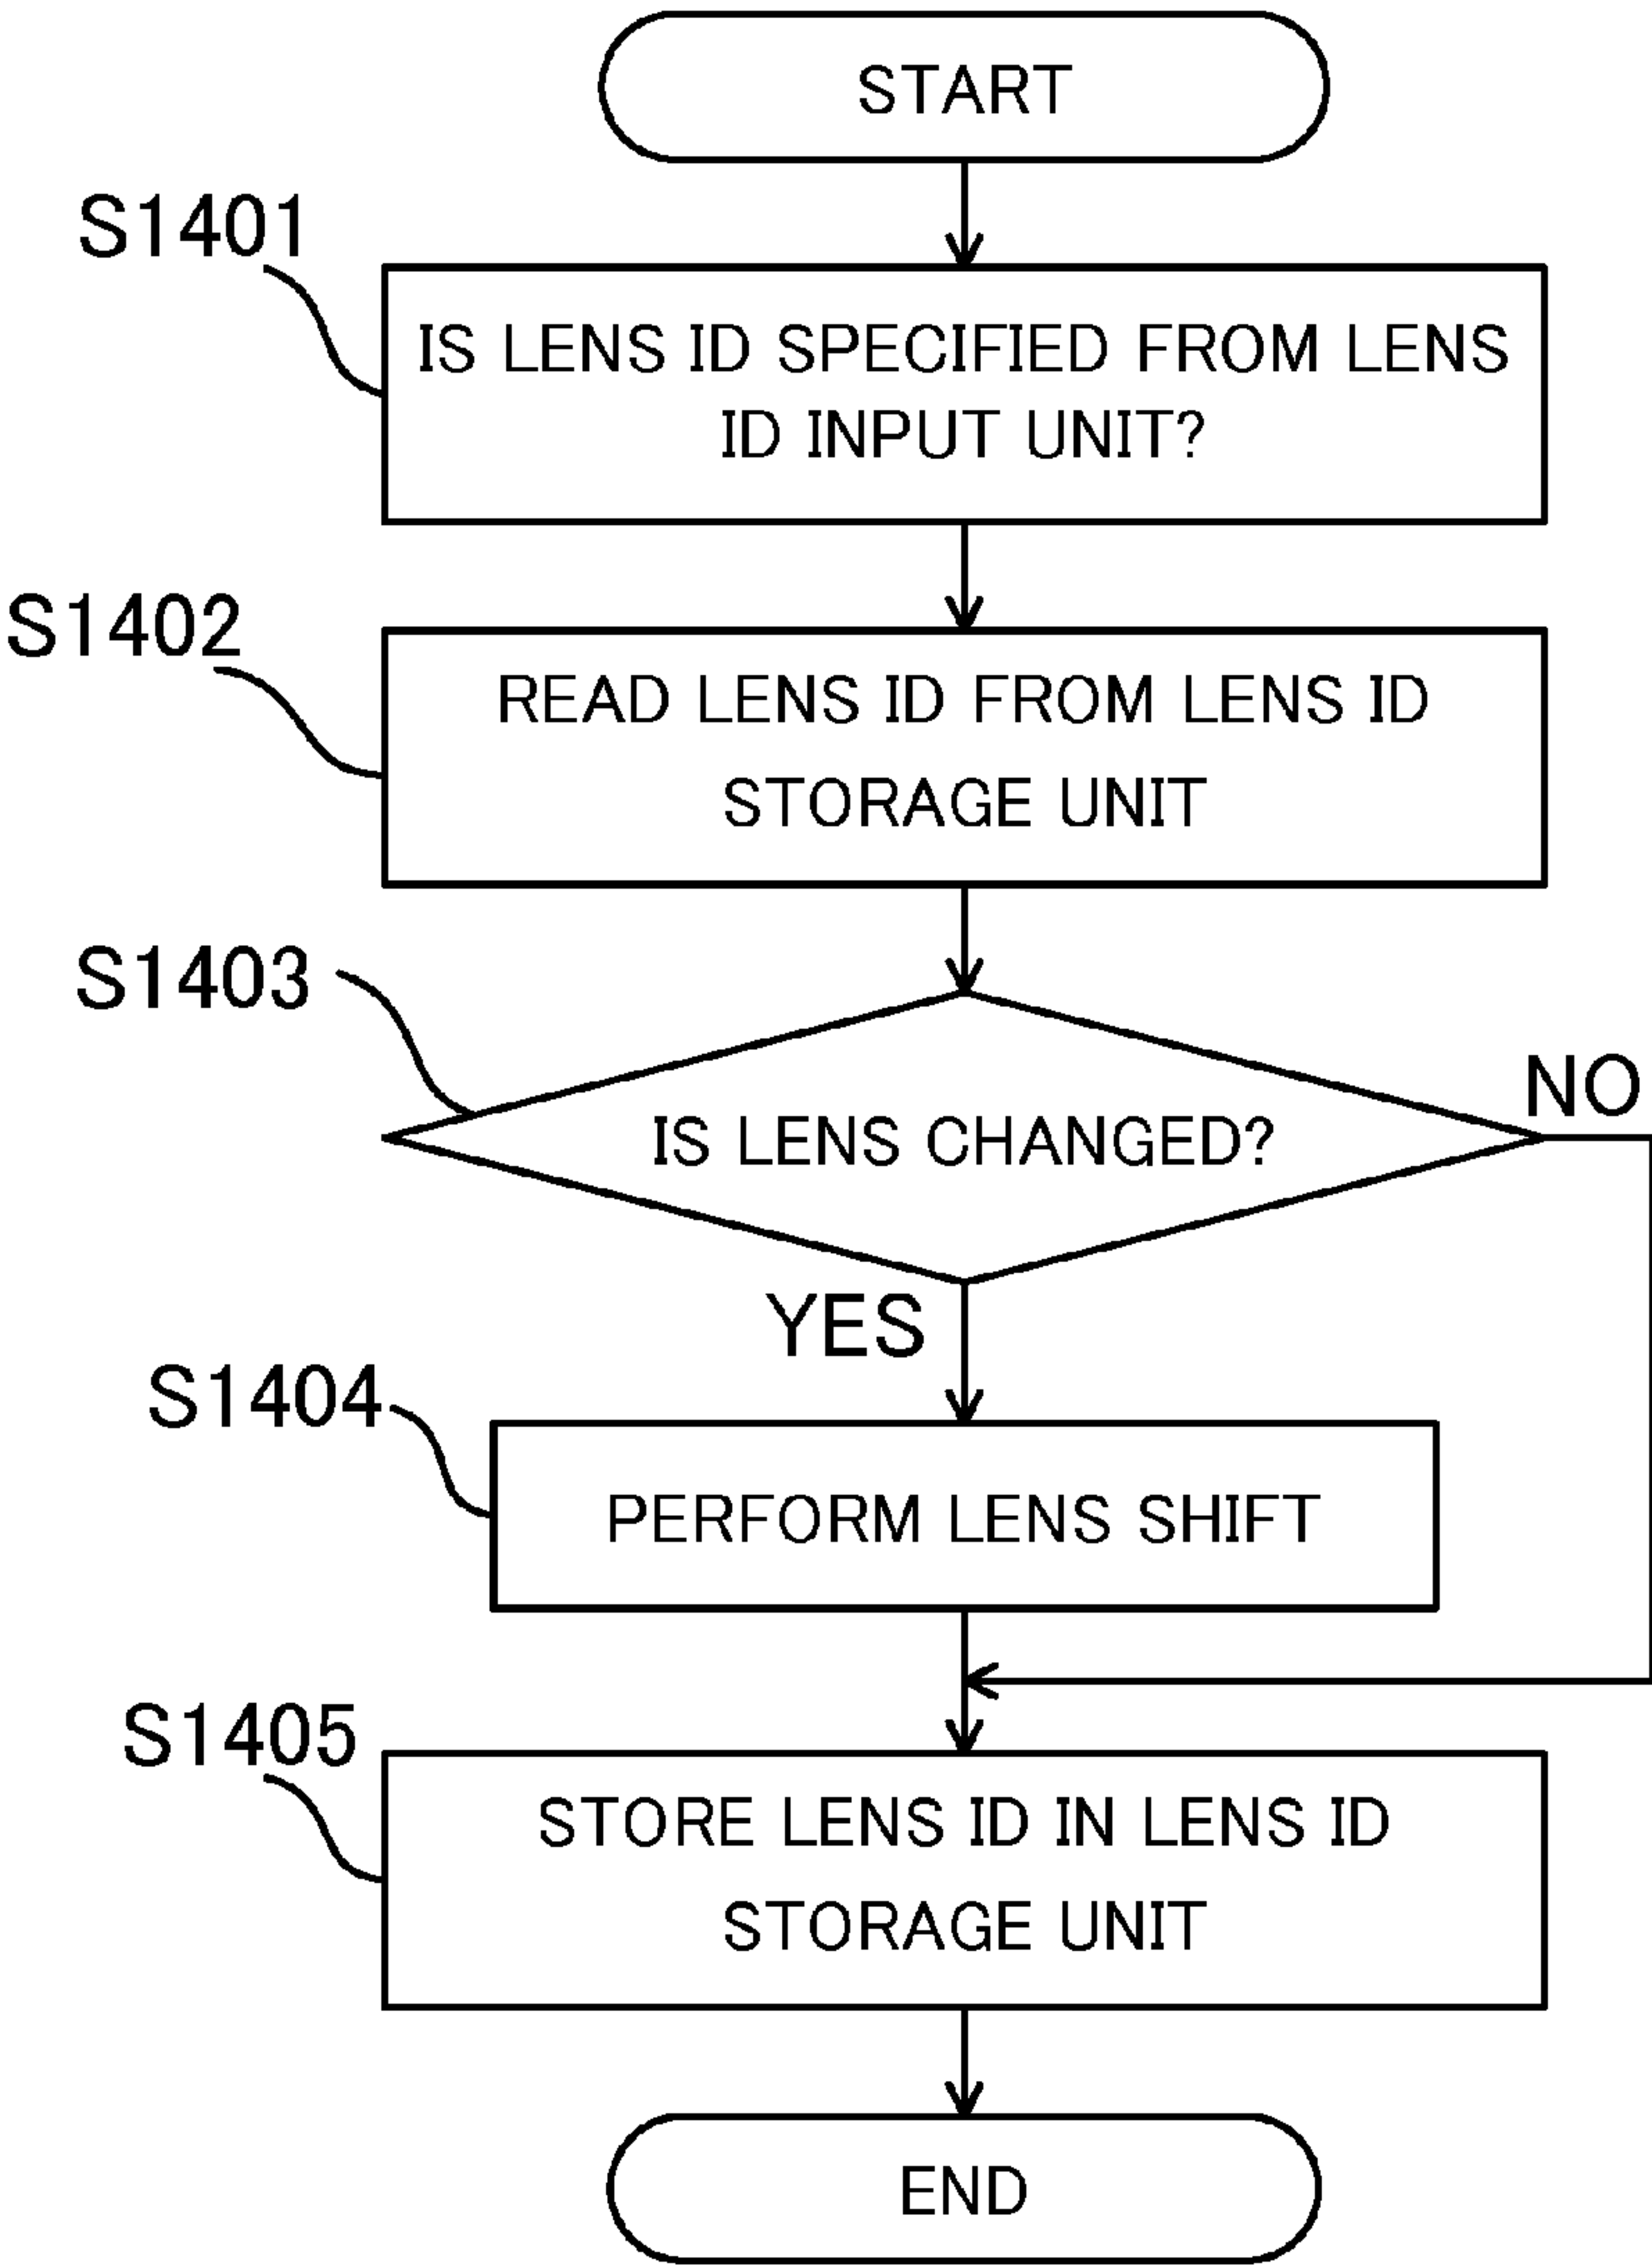 START
S1401
IS LENS ID SPECIFIED FROM LENS
ID INPUT UNIT?
S1402
READ LENS ID FROM LENS ID
STORAGE UNIT
S1403
IS LENS CHANGED?
NO
YES
S1404
PERFORM LENS SHIFT
S1405
STORE LENS ID IN LENS ID
STORAGE UNIT
END